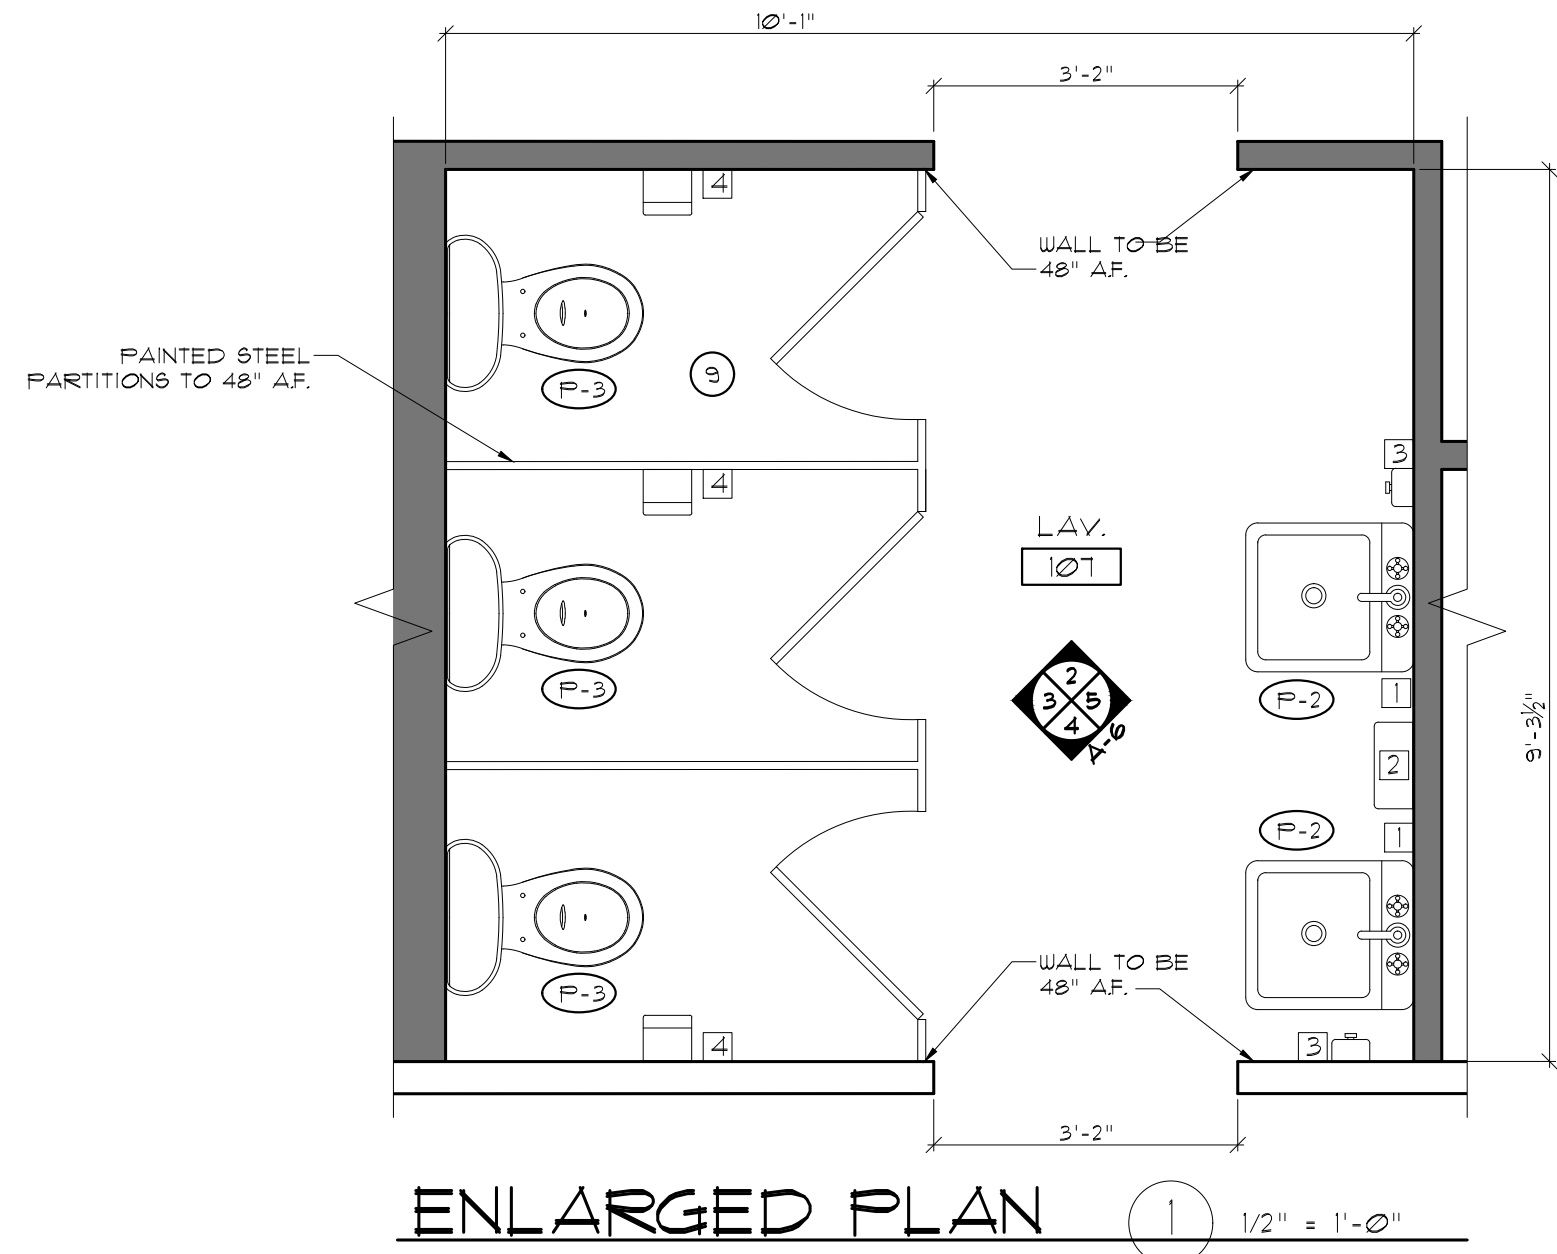 10'-1"
3'-2"
4
WALL TO BE
48" A.F.
PAINTED STEEL
PARTITIONS TO 48" A.F.
P-3
9
3
4
LAV.
107
P-3
2
3 5
4
A-6
P-2
1
2
9'-3½"
P-2
1
P-3
WALL TO BE
48" A.F.
4
3
3'-2"
ENLARGED PLAN
1
1/2" = 1'-0"